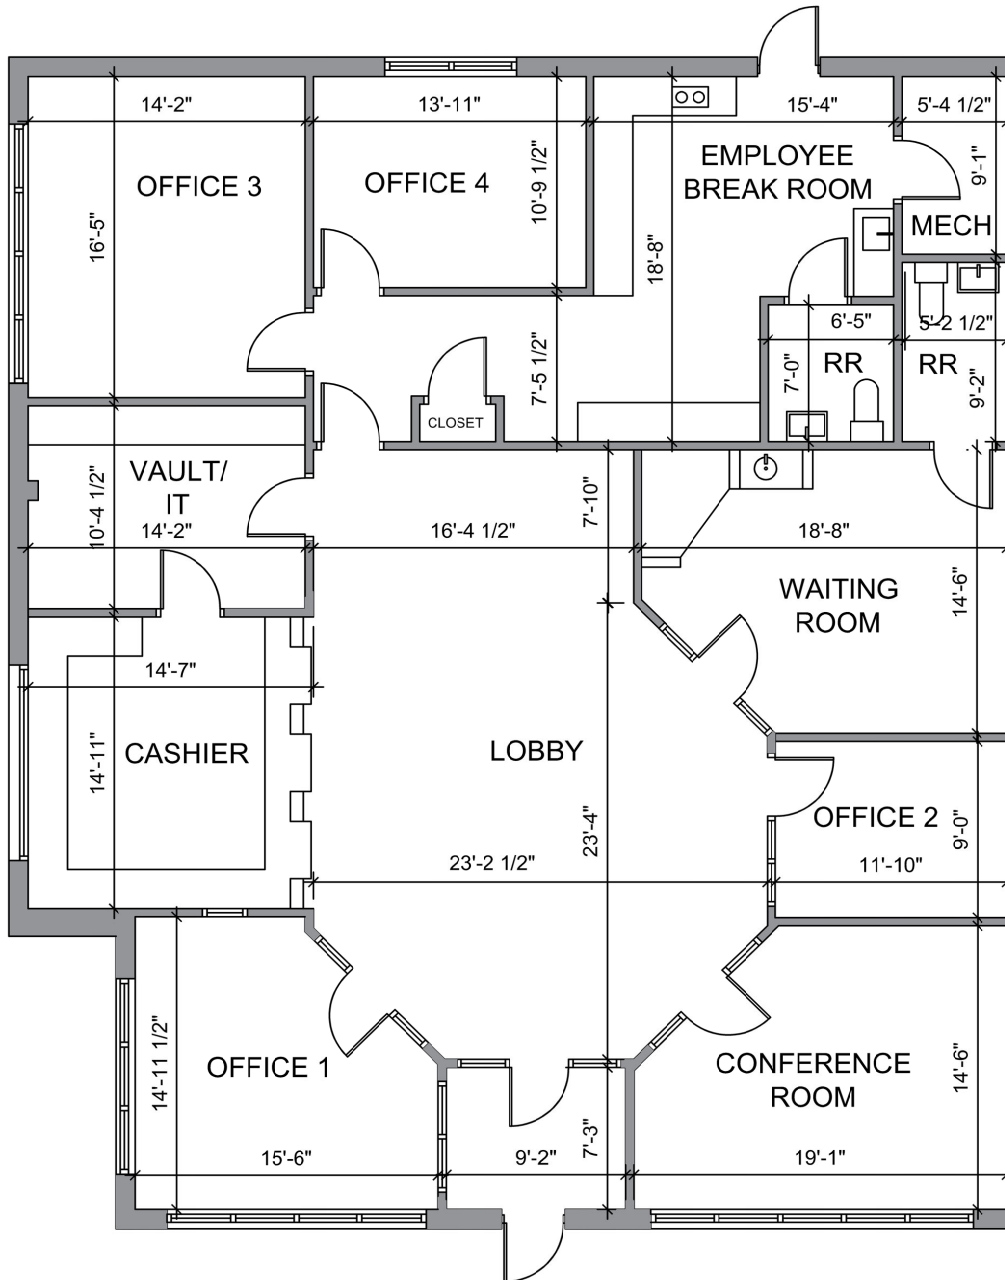 14'-2"
13'-11"
15'-4"
5'-4 1/2"
OFFICE 3
OFFICE 4
10'-9 1/2"
EMPLOYEE
BREAK ROOM
9'-1"
MECH
16'-5"
18'-8"
6'-5"
5'-2 1/2"
7'-5 1/2"
7'-0"
RR
RR
9'-2"
CLOSET
VAULT/
IT
10'-4 1/2"
14'-2"
16'-4 1/2"
7'-10"
18'-8"
WAITING
ROOM
14'-6"
14'-7"
CASHIER
14'-11"
LOBBY
23'-4"
OFFICE 2
9'-0"
23'-2 1/2"
11'-10"
OFFICE 1
14'-11 1/2"
CONFERENCE
ROOM
14'-6"
15'-6"
9'-2"
7'-3"
19'-1"